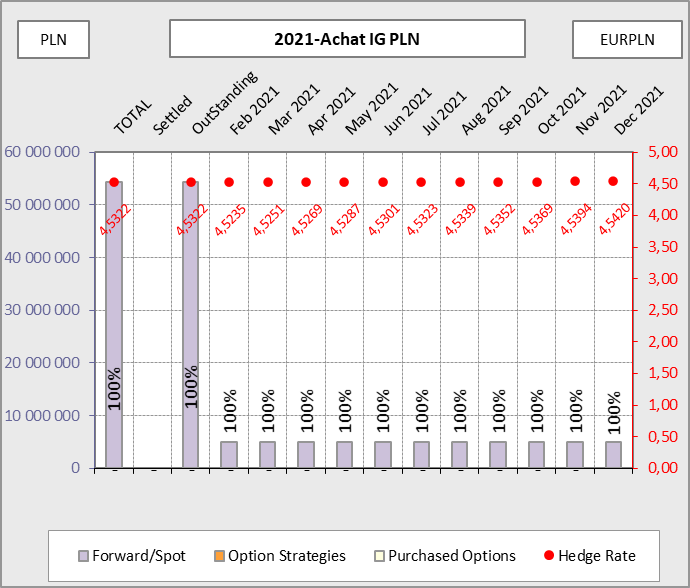 PLN
2021-Achat IG PLN
EURPLN
TOTAL
Settled
OutStanding
Feb 2021
Mar 2021
Apr 2021
May 2021
Jun 2021
Jul 2021
Aug 2021
Sep 2021
Oct 2021
Nov 2021
Dec 2021
60 000 000
50 000 000
40 000 000
30 000 000
20 000 000
10 000 000
0
5,00
4,50
4,00
3,50
3,00
2,50
2,00
1,50
1,00
0,50
0,00
4,5322
4,5322
4,5235
4,5251
4,5269
4,5287
4,5301
4,5323
4,5339
4,5352
4,5369
4,5394
4,5420
100%
100%
100%
100%
100%
100%
100%
100%
100%
100%
100%
100%
100%
- - - - - - - - - - - - - -
Forward/Spot
Option Strategies
Purchased Options
Hedge Rate